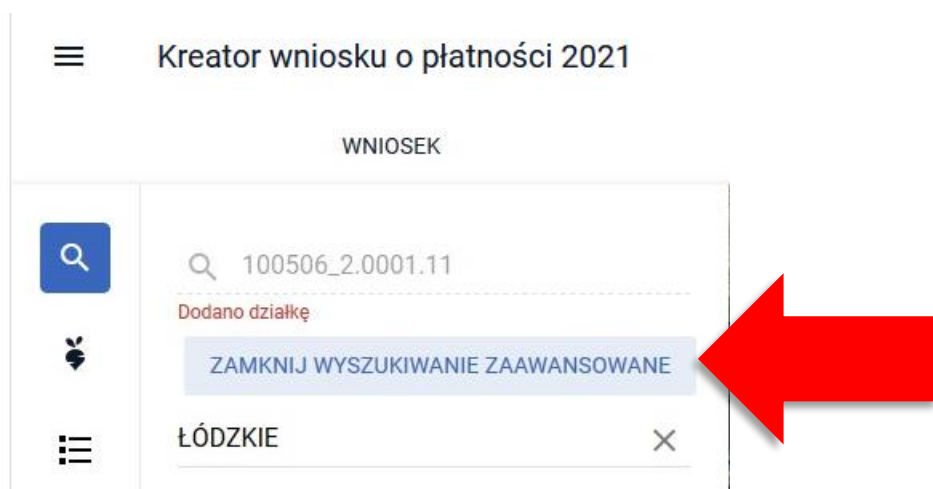 Kreator wniosku o płatności 2021
WNIOSEK
100506_2.0001.11
Dodano działkę
ZAMKNIJ WYSZUKIWANIE ZAAWANSOWANE
ŁÓDZKIE